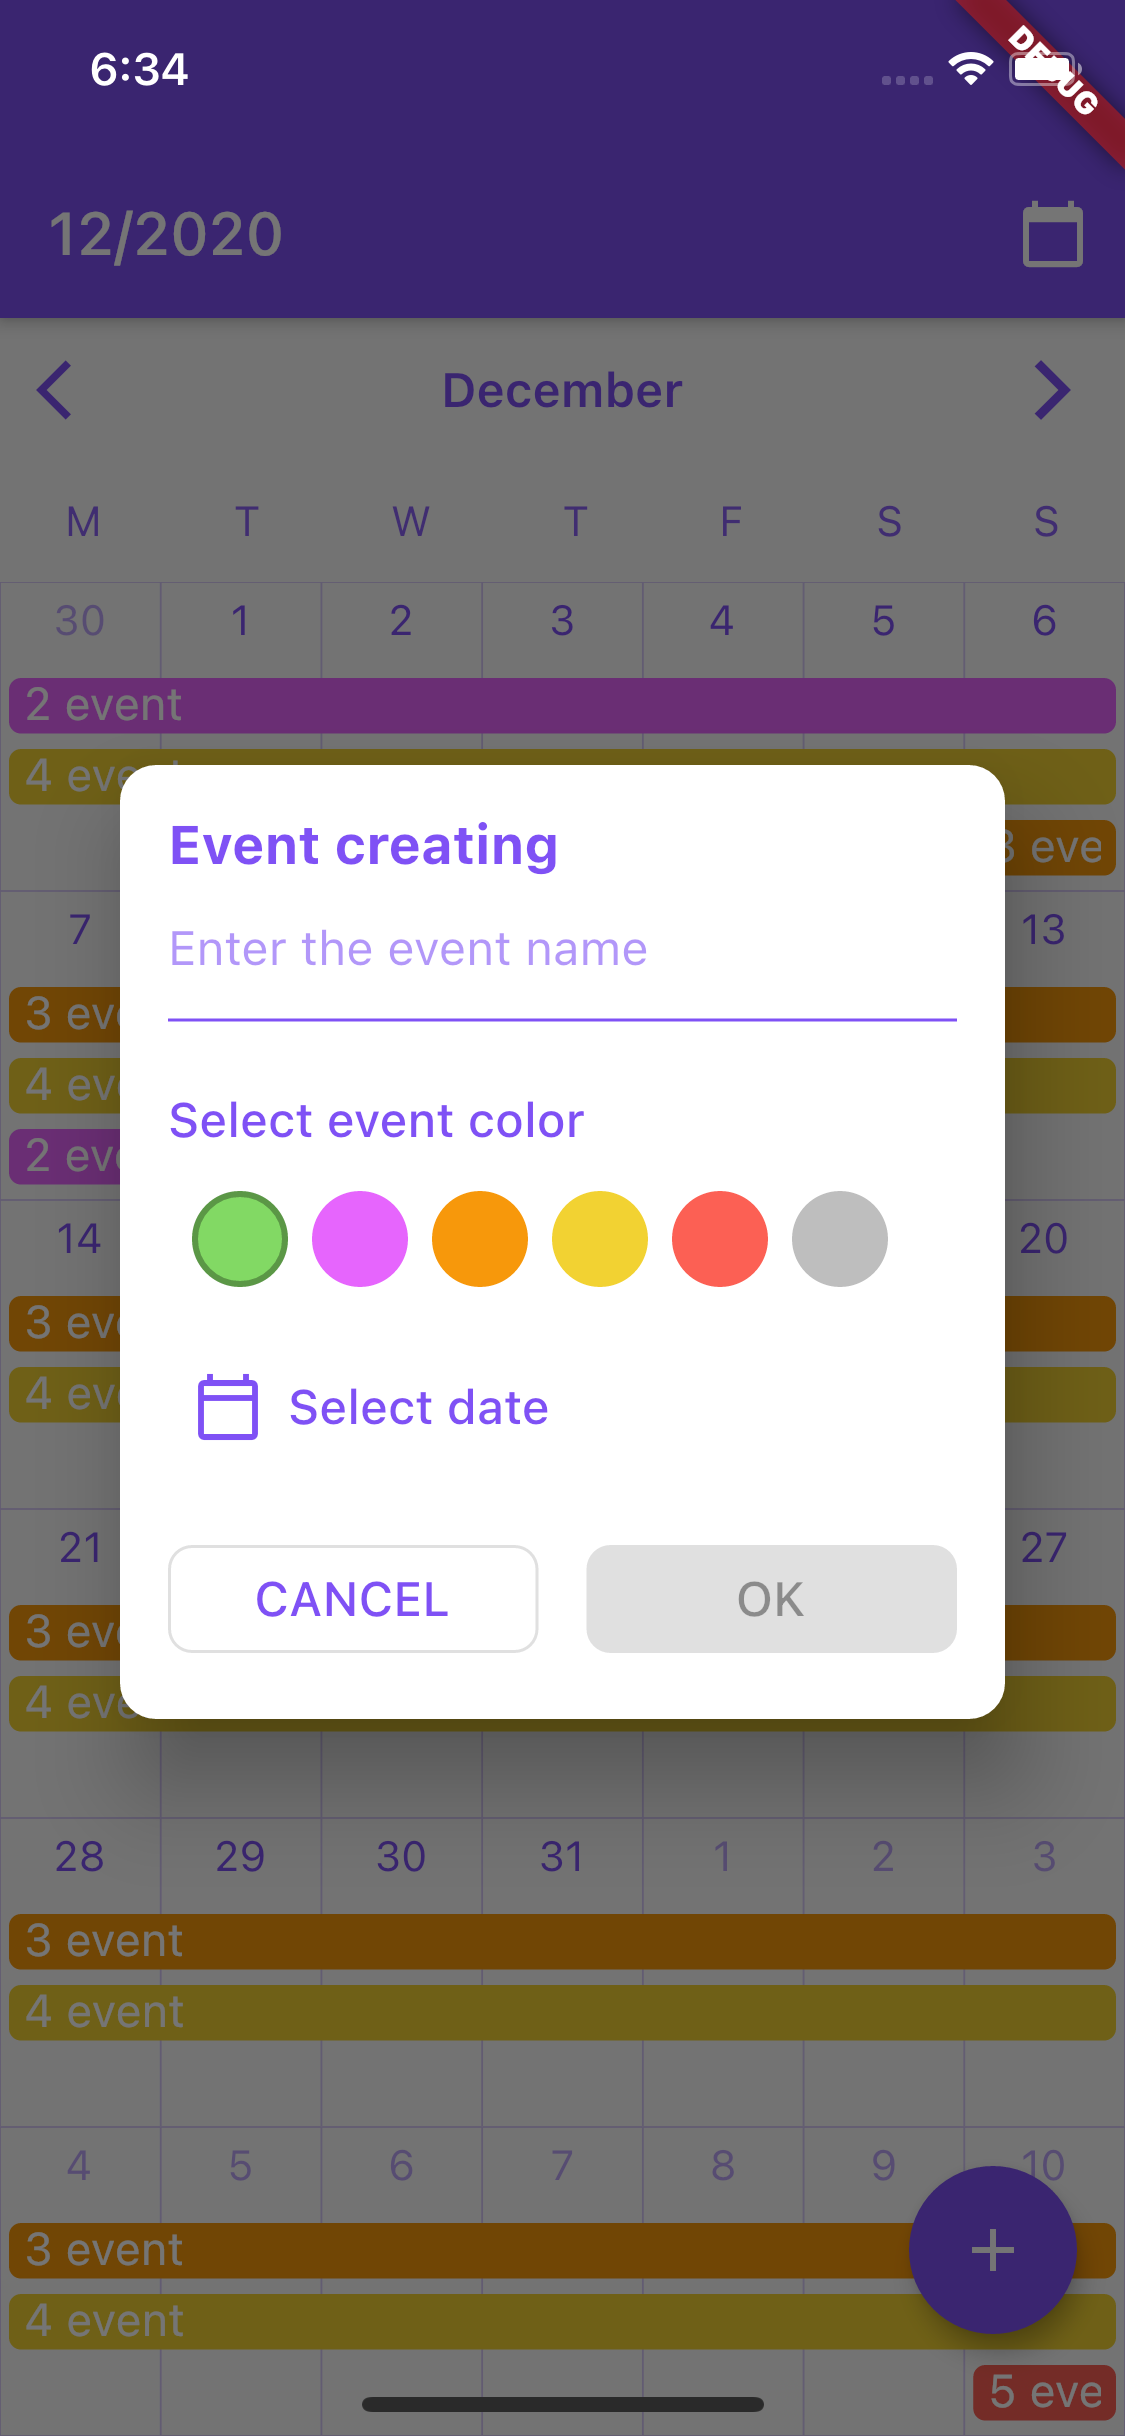 6:34
DEBUG
12/2020
December
M T W T F S S
30 1 2 3 4 5 6
2 event
4 eve
3 eve
Event creating
Enter the event name
7 13
3 eve
4 eve
2 eve
Select event color
14 20
3 eve
4 eve
Select date
21 27
3 eve
4 eve
CANCEL OK
28 29 30 31 1 2 3
3 event
4 event
4 5 6 7 8 9 10
3 event
4 event
5 eve